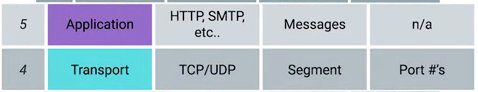 5 Application HTTP, SMTP, etc.. Messages n/a
4 Transport TCP/UDP Segment Port #'s